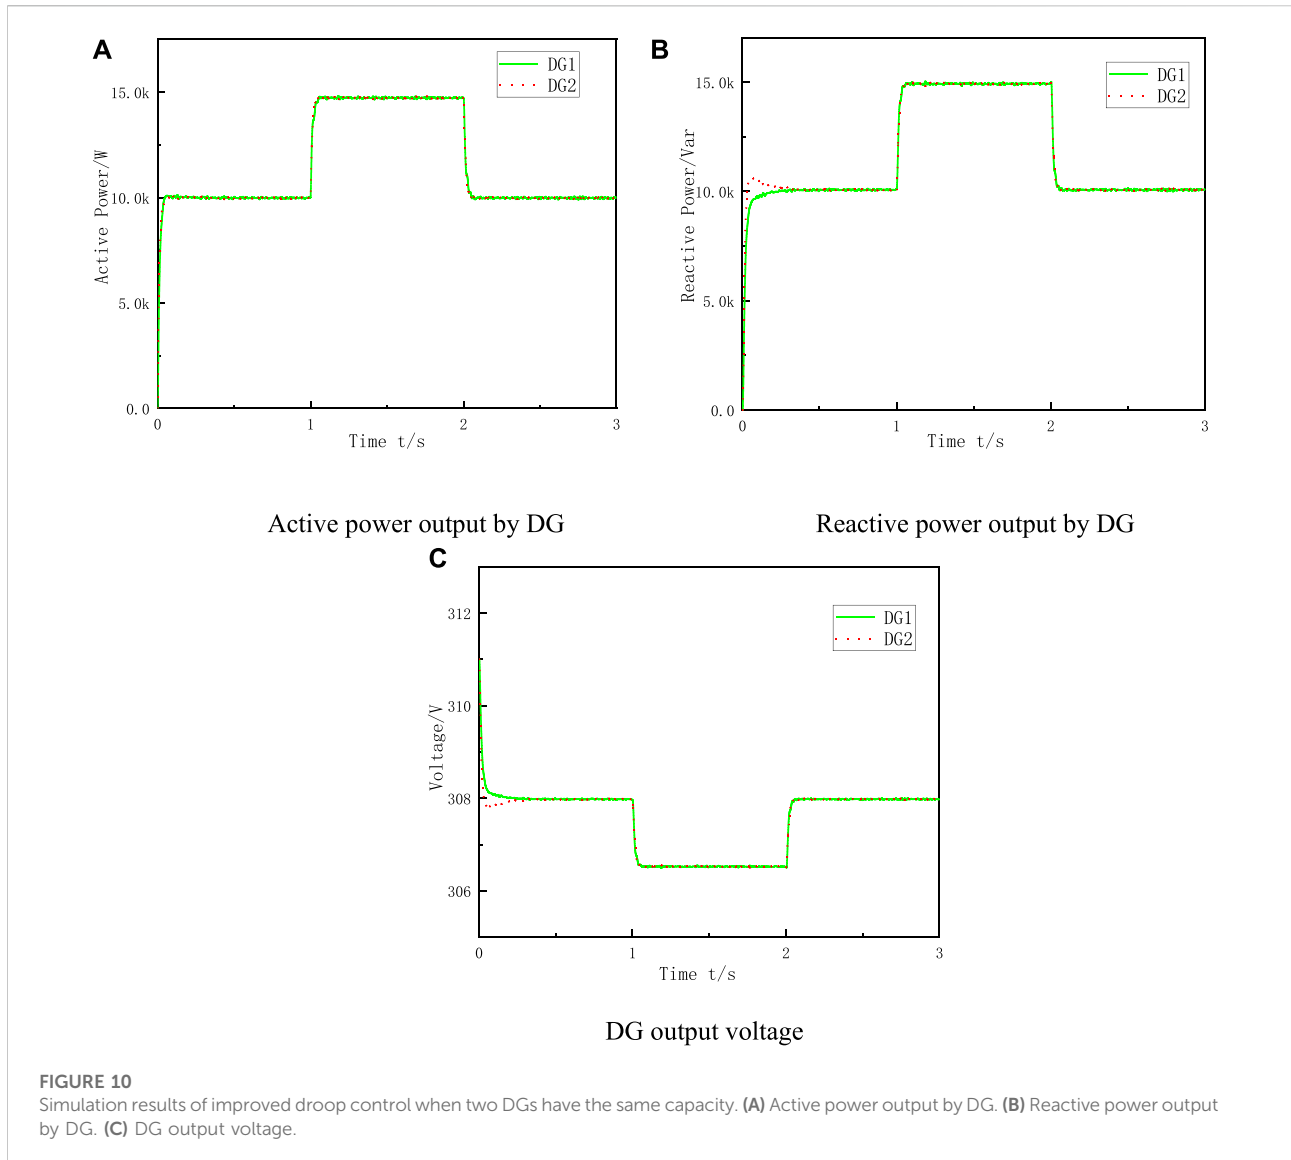 A
DG1
DG2
15.0k
10.0k
5.0k
0.0
Active Power/W
0
1
2
3
Time t/s
Active power output by DG
B
DG1
DG2
15.0k
10.0k
5.0k
0.0
Reactive Power/Var
0
1
2
3
Time t/s
Reactive power output by DG
C
DG1
DG2
312
310
308
306
Voltage/V
0
1
2
3
Time t/s
DG output voltage
FIGURE 10
Simulation results of improved droop control when two DGs have the same capacity. (A) Active power output by DG. (B) Reactive power output
by DG. (C) DG output voltage.